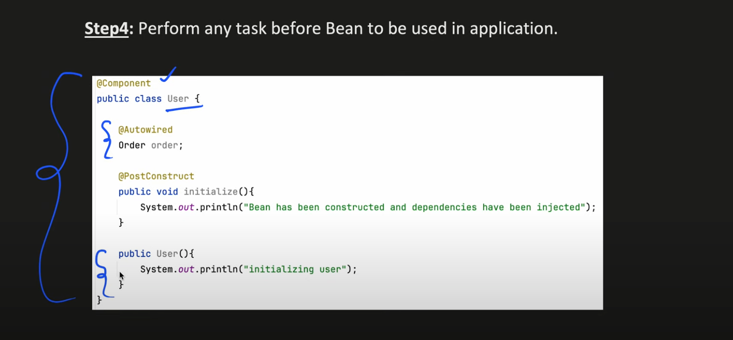 Step4: Perform any task before Bean to be used in application.
@Component
public class User {
@Autowired
Order order;
@PostConstruct
public void initialize(){
System.out.println("Bean has been constructed and dependencies have been injected");
}
public User(){
System.out.println("initializing user");
}
}